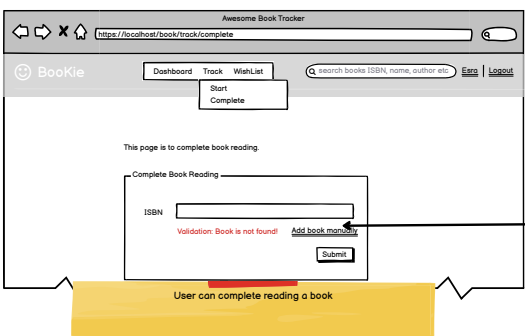 Awesome Book Tracker
https://localhost/book/track/complete
BooKie
Dashboard Track WishList
search books ISBN, name, author etc
Esra Logout
Start
Complete
This page is to complete book reading.
Complete Book Reading
ISBN
Validation: Book is not found!
Add book manually
Submit
User can complete reading a book